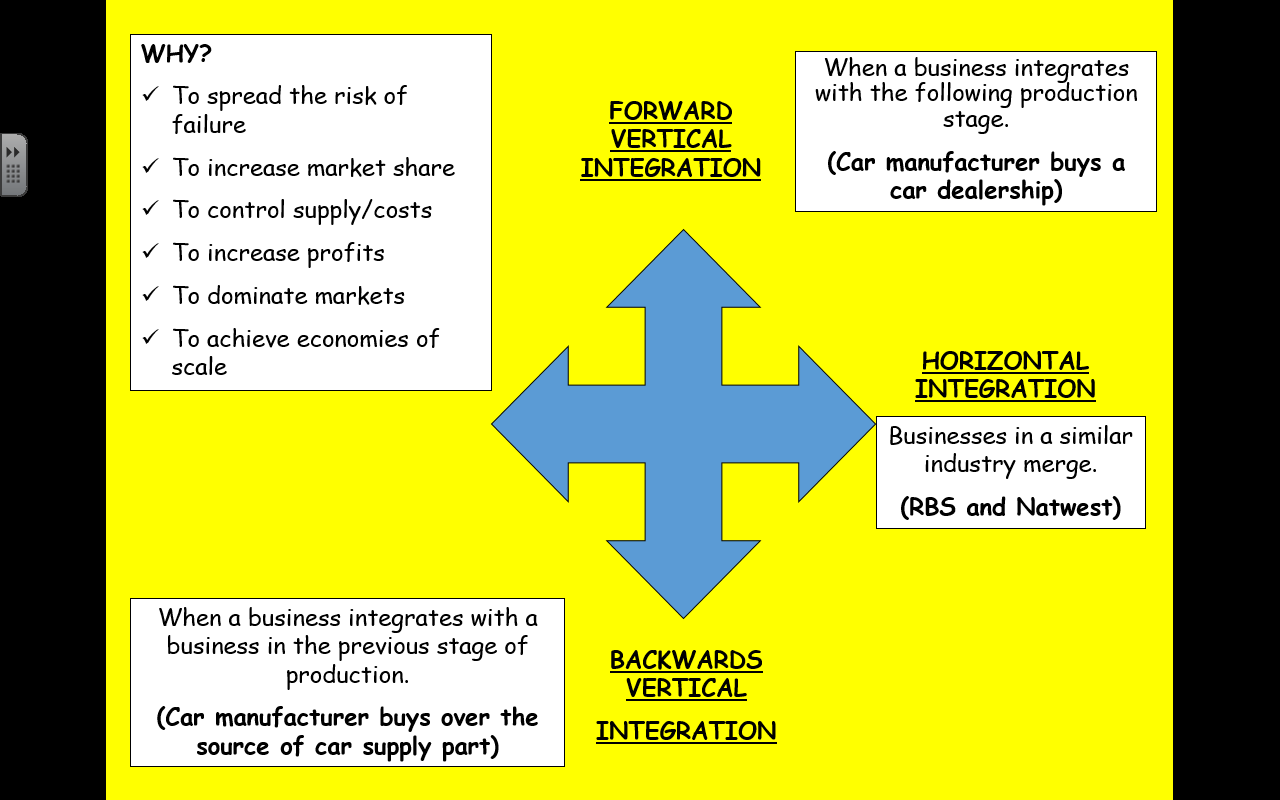 WHY?
✓ To spread the risk of
failure
✓ To increase market share
✓ To control supply/costs
✓ To increase profits
✓ To dominate markets
✓ To achieve economies of
scale
FORWARD
VERTICAL
INTEGRATION
When a business integrates
with the following production
stage.
(Car manufacturer buys a
car dealership)
HORIZONTAL
INTEGRATION
Businesses in a similar
industry merge.
(RBS and Natwest)
When a business integrates with a
business in the previous stage of
production.
(Car manufacturer buys over the
source of car supply part)
BACKWARDS
VERTICAL
INTEGRATION